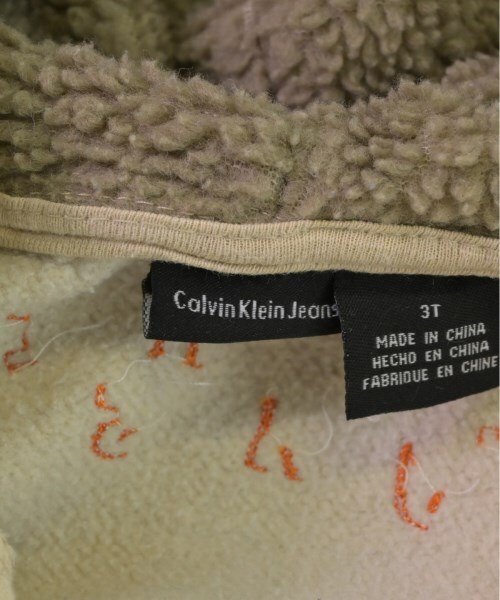 Calvin Klein Jeans
3T
MADE IN CHINA
HECHO EN CHINA
FABRIQUE EN CHINE